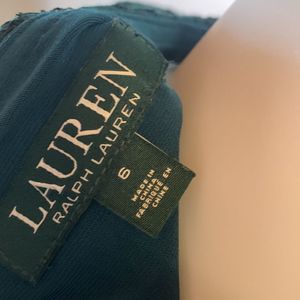 LAUREN
RALPH LAUREN
6
MADE IN
CHINA
FABRIQUÉ EN
CHINE